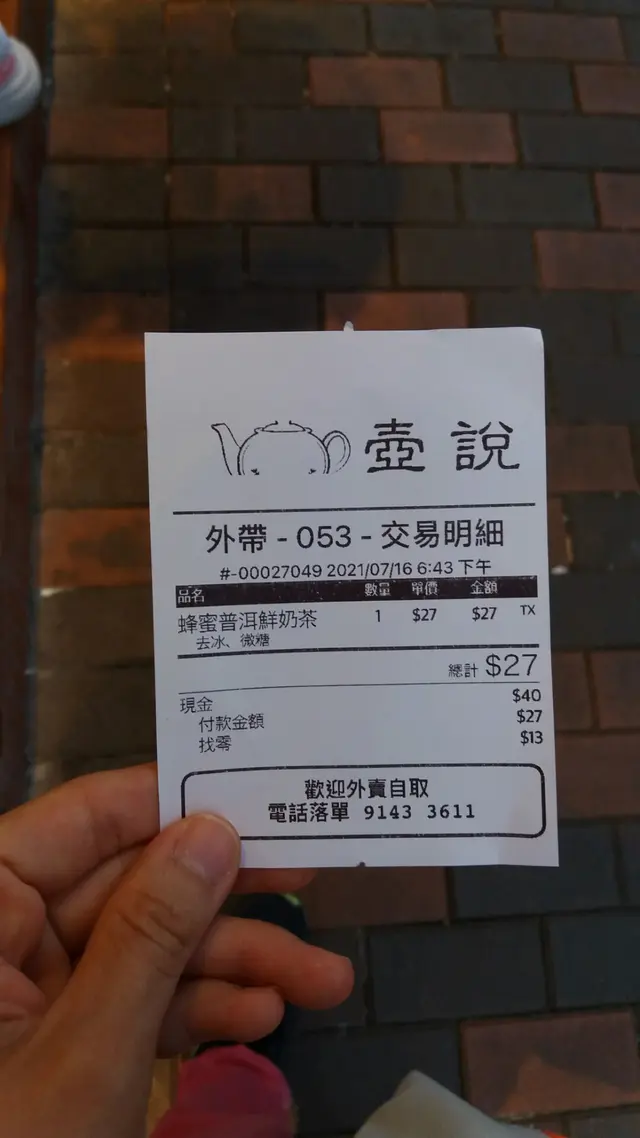 壺說
外帶 - 053 - 交易明細
#-00027049 2021/07/16 6:43 下午
品名 數量 單價 金額
蜂蜜普洱鮮奶茶 1 $27 $27 TX
去冰、微糖
總計 $27
現金 $40
付款金額 $27
找零 $13
歡迎外賣自取
電話落單 9143 3611